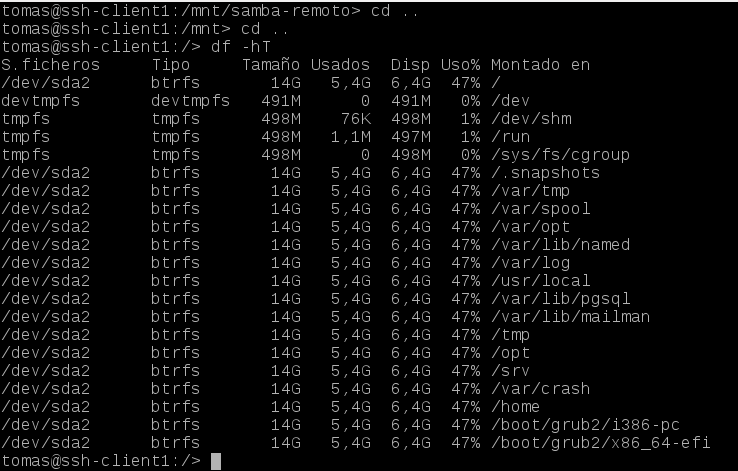 tomas@ssh-client1:/mnt/samba-remoto> cd ..
tomas@ssh-client1:/mnt> cd ..
tomas@ssh-client1:/> df -hT
S.ficheros     Tipo     Tamaño Usados  Disp Uso% Montado en
/dev/sda2      btrfs       14G   5,4G  6,4G  47% /
devtmpfs       devtmpfs   491M      0  491M   0% /dev
tmpfs          tmpfs      498M    76K  498M   1% /dev/shm
tmpfs          tmpfs      498M   1,1M  497M   1% /run
tmpfs          tmpfs      498M      0  498M   0% /sys/fs/cgroup
/dev/sda2      btrfs       14G   5,4G  6,4G  47% /.snapshots
/dev/sda2      btrfs       14G   5,4G  6,4G  47% /var/tmp
/dev/sda2      btrfs       14G   5,4G  6,4G  47% /var/spool
/dev/sda2      btrfs       14G   5,4G  6,4G  47% /var/opt
/dev/sda2      btrfs       14G   5,4G  6,4G  47% /var/lib/named
/dev/sda2      btrfs       14G   5,4G  6,4G  47% /var/log
/dev/sda2      btrfs       14G   5,4G  6,4G  47% /usr/local
/dev/sda2      btrfs       14G   5,4G  6,4G  47% /var/lib/pgsql
/dev/sda2      btrfs       14G   5,4G  6,4G  47% /var/lib/mailman
/dev/sda2      btrfs       14G   5,4G  6,4G  47% /tmp
/dev/sda2      btrfs       14G   5,4G  6,4G  47% /opt
/dev/sda2      btrfs       14G   5,4G  6,4G  47% /srv
/dev/sda2      btrfs       14G   5,4G  6,4G  47% /var/crash
/dev/sda2      btrfs       14G   5,4G  6,4G  47% /home
/dev/sda2      btrfs       14G   5,4G  6,4G  47% /boot/grub2/i386-pc
/dev/sda2      btrfs       14G   5,4G  6,4G  47% /boot/grub2/x86_64-efi
tomas@ssh-client1:/>